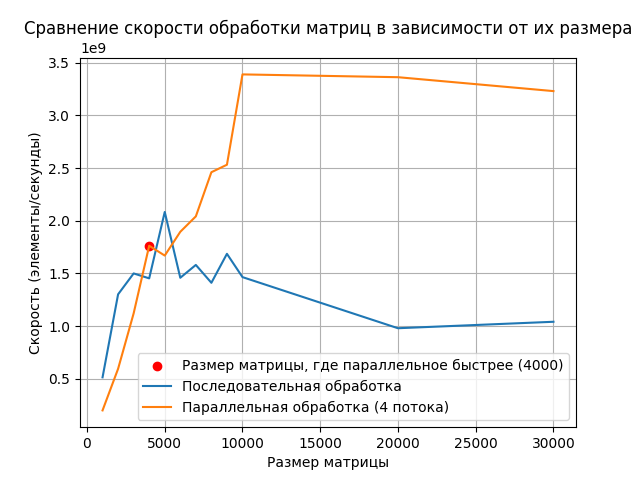 Сравнение скорости обработки матриц в зависимости от их размера
1e9
3.5
3.0
2.5
2.0
1.5
1.0
0.5
Скорость (элементы/секунды)
Размер матрицы, где параллельное быстрее (4000)
Последовательная обработка
Параллельная обработка (4 потока)
0 5000 10000 15000 20000 25000 30000
Размер матрицы